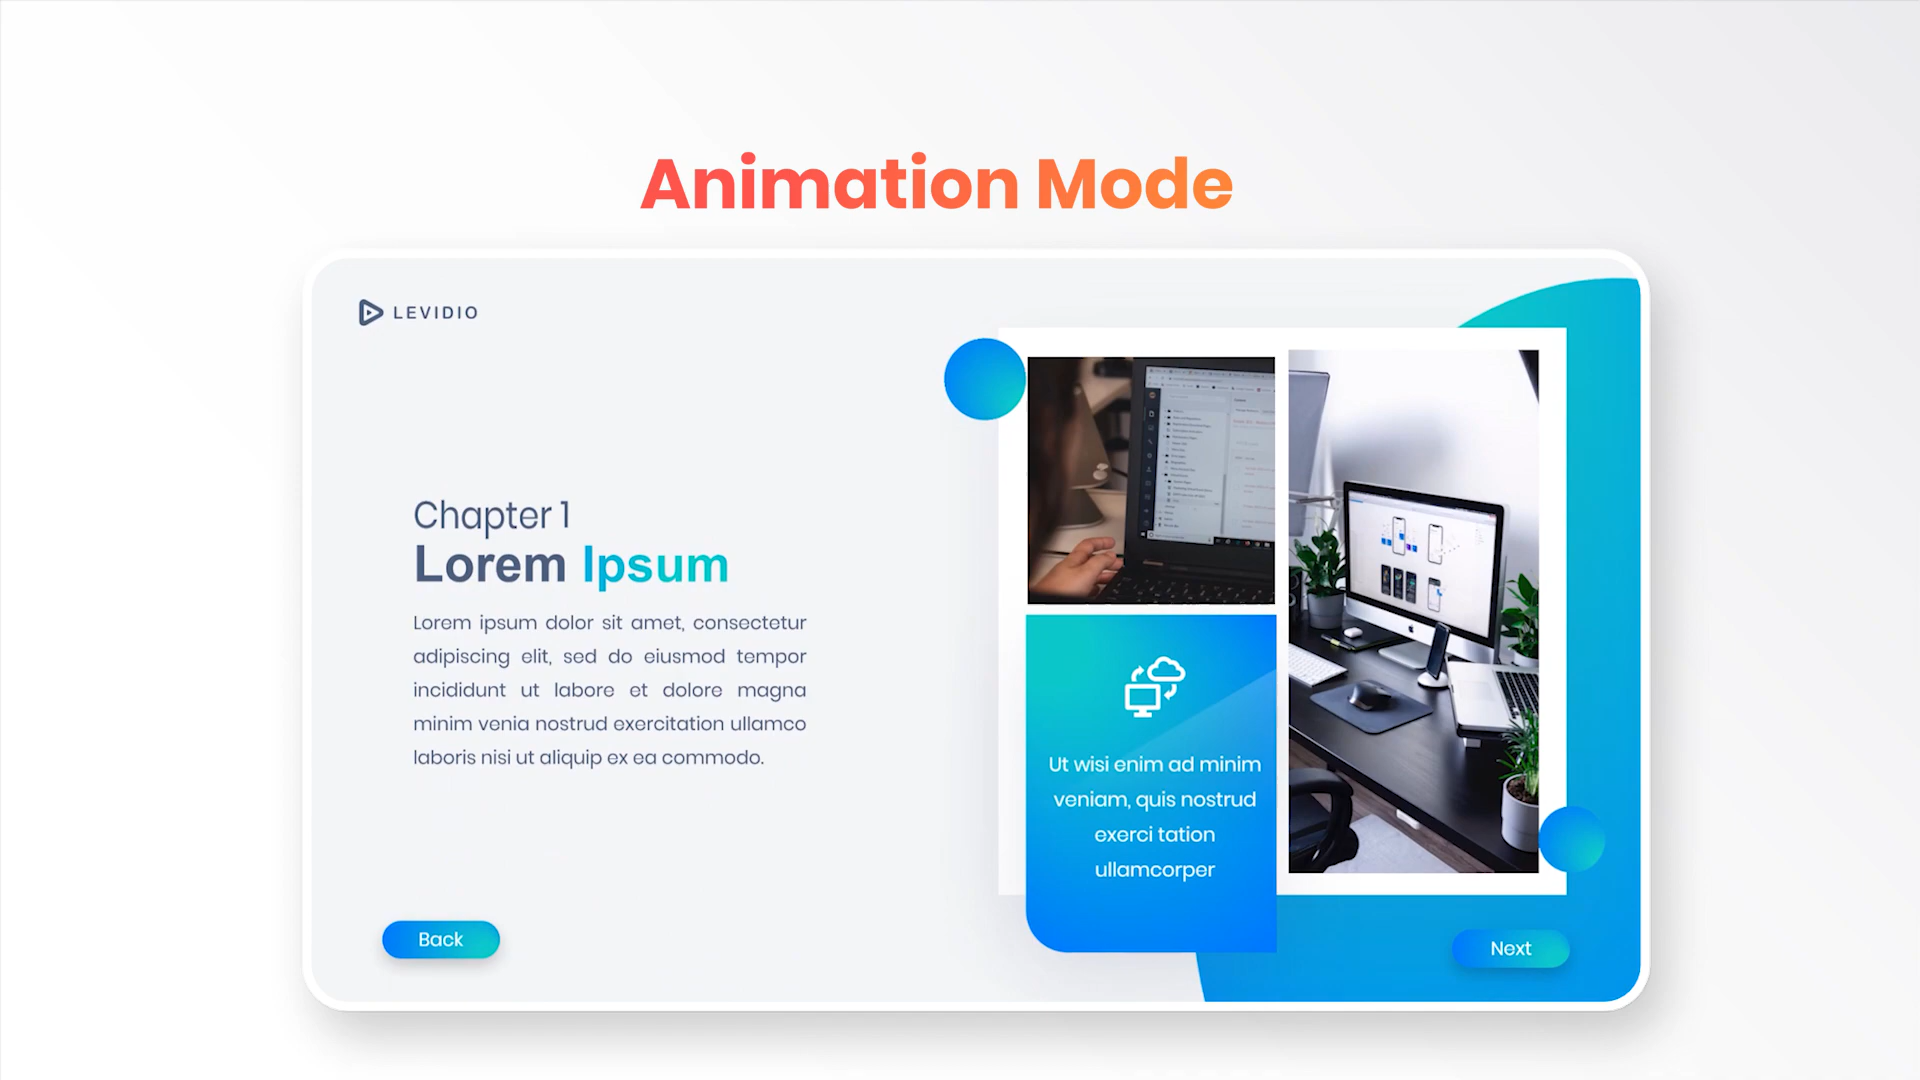 Animation Mode
LEVIDIO
Chapter 1
Lorem Ipsum
Lorem ipsum dolor sit amet, consectetur
adipiscing elit, sed do eiusmod tempor
incididunt ut labore et dolore magna
minim venia nostrud exercitation ullamco
laboris nisi ut aliquip ex ea commodo.
Ut wisi enim ad minim
veniam, quis nostrud
exerci tation
ullamcorper
Back
Next